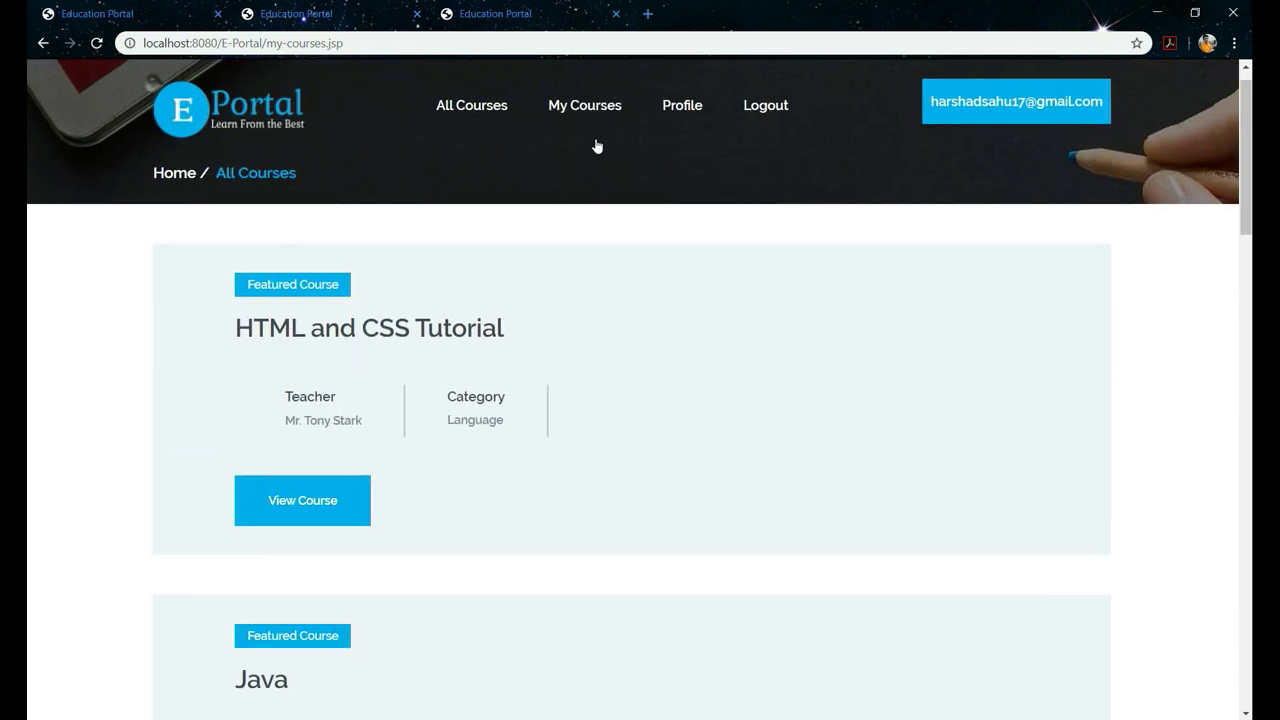 Education Portal Education Portal Education Portal
localhost:8080/E-Portal/my-courses.jsp
E Portal
Learn From the Best
All Courses My Courses Profile Logout
harshadsahu17@gmail.com
Home / All Courses
Featured Course
HTML and CSS Tutorial
Teacher Category
Mr. Tony Stark Language
View Course
Featured Course
Java